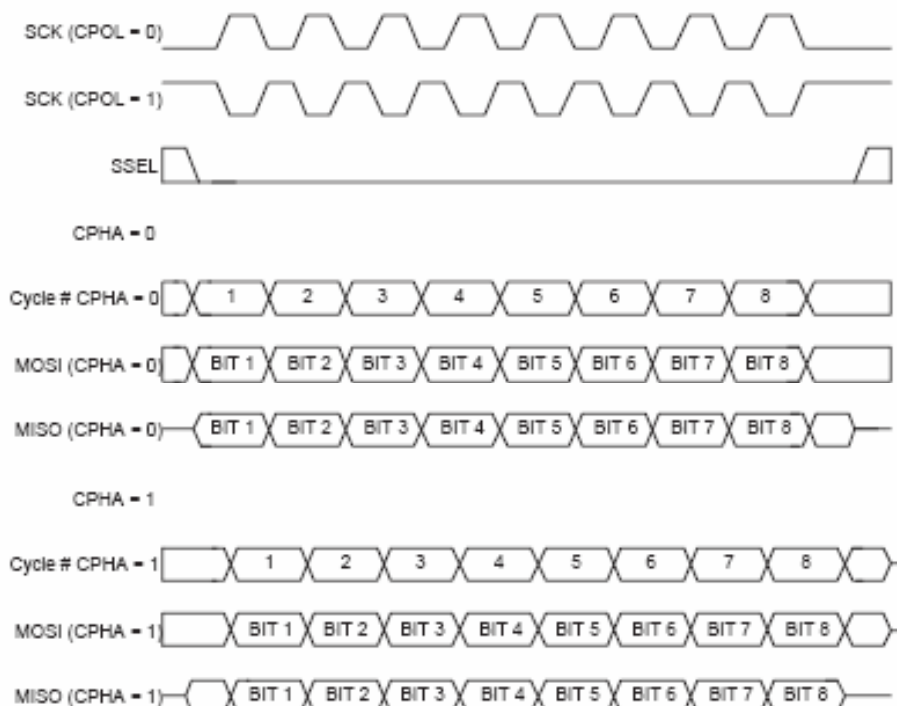 SCK (CPOL = 0)
SCK (CPOL = 1)
SSEL
CPHA = 0
Cycle # CPHA = 0 1 2 3 4 5 6 7 8
MOSI (CPHA = 0) BIT 1 BIT 2 BIT 3 BIT 4 BIT 5 BIT 6 BIT 7 BIT 8
MISO (CPHA = 0) BIT 1 BIT 2 BIT 3 BIT 4 BIT 5 BIT 6 BIT 7 BIT 8
CPHA = 1
Cycle # CPHA = 1 1 2 3 4 5 6 7 8
MOSI (CPHA = 1) BIT 1 BIT 2 BIT 3 BIT 4 BIT 5 BIT 6 BIT 7 BIT 8
MISO (CPHA = 1) BIT 1 BIT 2 BIT 3 BIT 4 BIT 5 BIT 6 BIT 7 BIT 8